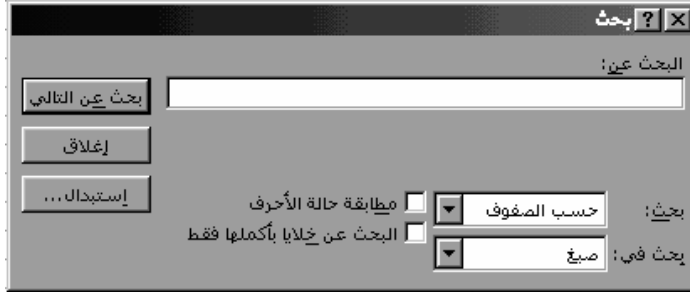 بحث
البحث عن:
بحث عن التالي
إغلاق
إستبدال...
بحث: حسب الصفوف
مطابقة حالة الأحرف
البحث عن خلايا بأكملها فقط
بحث في: صيغ